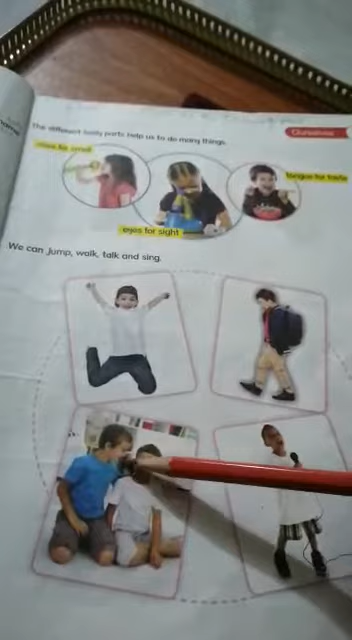 Ourselves
The different body parts help us to do many things.
nose for smell
tongue for taste
eyes for sight
We can jump, walk, talk and sing.